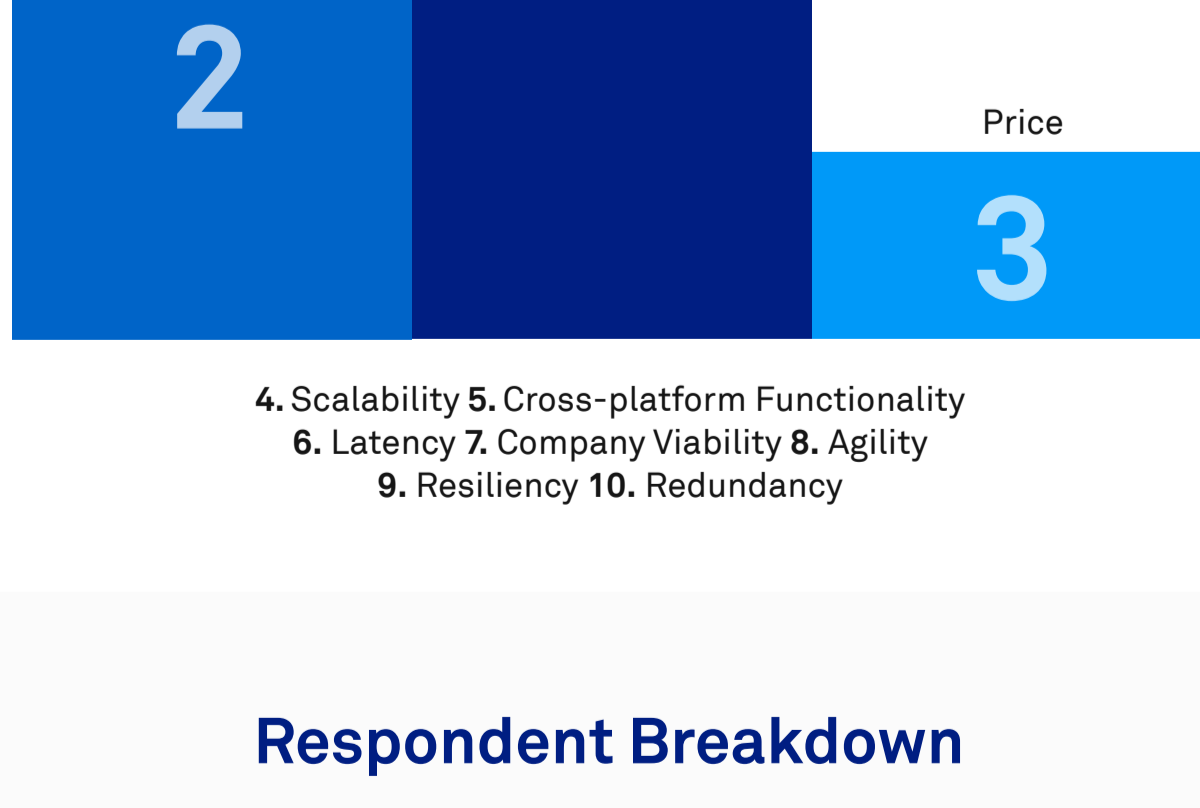 2
Price
3
4. Scalability 5. Cross-platform Functionality
6. Latency 7. Company Viability 8. Agility
9. Resiliency 10. Redundancy
Respondent Breakdown